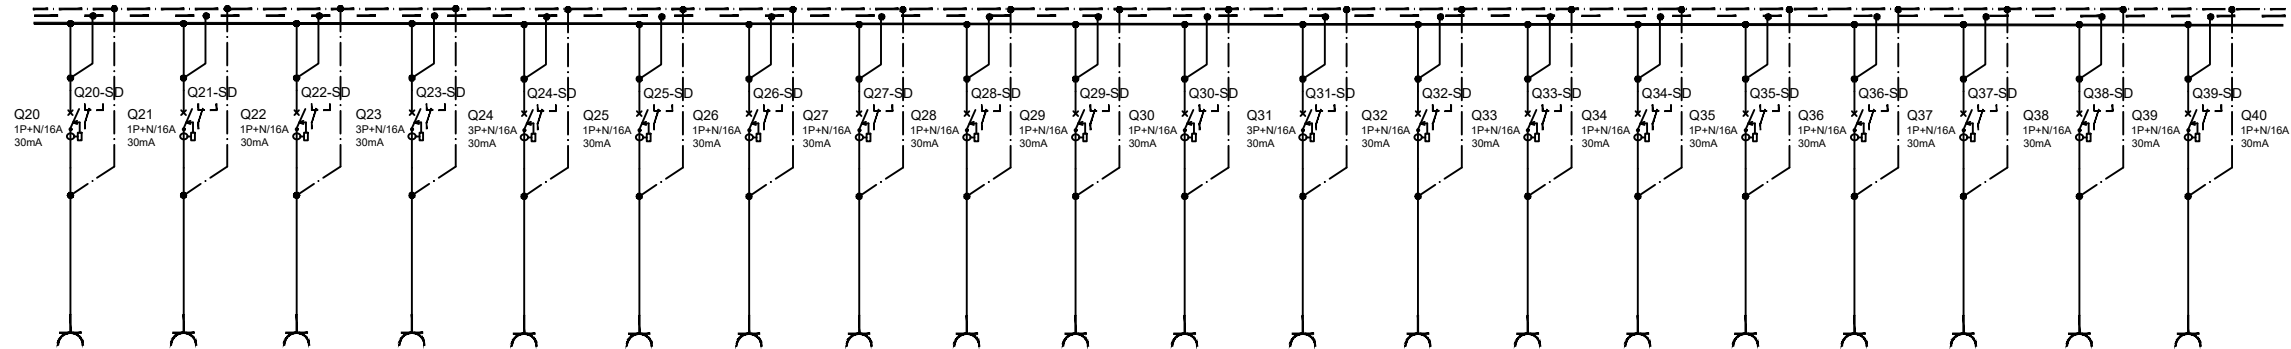 Q20-SD
Q21-SD
Q22-SD
Q23-SD
Q24-SD
Q25-SD
Q26-SD
Q27-SD
Q28-SD
Q29-SD
Q30-SD
Q31-SD
Q32-SD
Q33-SD
Q34-SD
Q35-SD
Q36-SD
Q37-SD
Q38-SD
Q39-SD
Q20
1P+N/16A
30mA
Q21
1P+N/16A
30mA
Q22
1P+N/16A
30mA
Q23
3P+N/16A
30mA
Q24
3P+N/16A
30mA
Q25
1P+N/16A
30mA
Q26
1P+N/16A
30mA
Q27
1P+N/16A
30mA
Q28
1P+N/16A
30mA
Q29
1P+N/16A
30mA
Q30
1P+N/16A
30mA
Q31
3P+N/16A
30mA
Q32
1P+N/16A
30mA
Q33
1P+N/16A
30mA
Q34
1P+N/16A
30mA
Q35
1P+N/16A
30mA
Q36
1P+N/16A
30mA
Q37
1P+N/16A
30mA
Q38
1P+N/16A
30mA
Q39
1P+N/16A
30mA
Q40
1P+N/16A
30mA